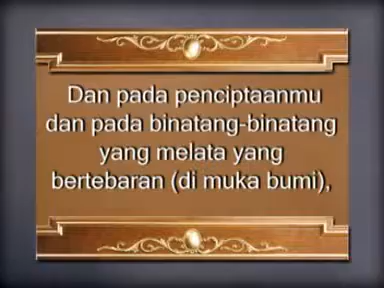 Dan pada penciptaanmu
dan pada binatang-binatang
yang melata yang
bertebaran (di muka bumi),